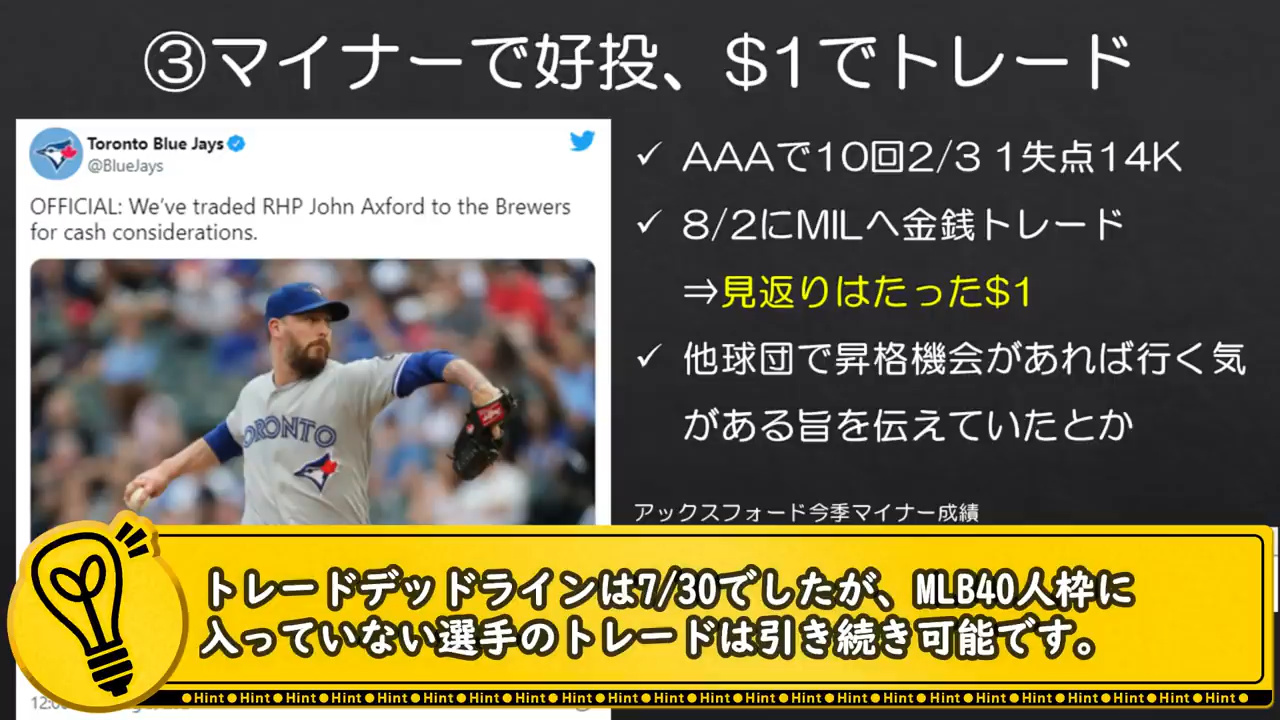 ③マイナーで好投、$1でトレード
Toronto Blue Jays
@BlueJays
OFFICIAL: We've traded RHP John Axford to the Brewers
for cash considerations.
TORONTO
✓ AAAで10回2/3 1失点14K
✓ 8/2にMILへ金銭トレード
⇒見返りはたった$1
✓ 他球団で昇格機会があれば行く気
がある旨を伝えていたとか
アックスフォード今季マイナー成績
トレードデッドラインは7/30でしたが、MLB40人枠に
入っていない選手のトレードは引き続き可能です。
●Hint●Hint●Hint●Hint●Hint●Hint●Hint●Hint●Hint●Hint●Hint●Hint●Hint●Hint●Hint●Hint●Hint●Hint●Hint●Hint●Hint●Hint●Hint●